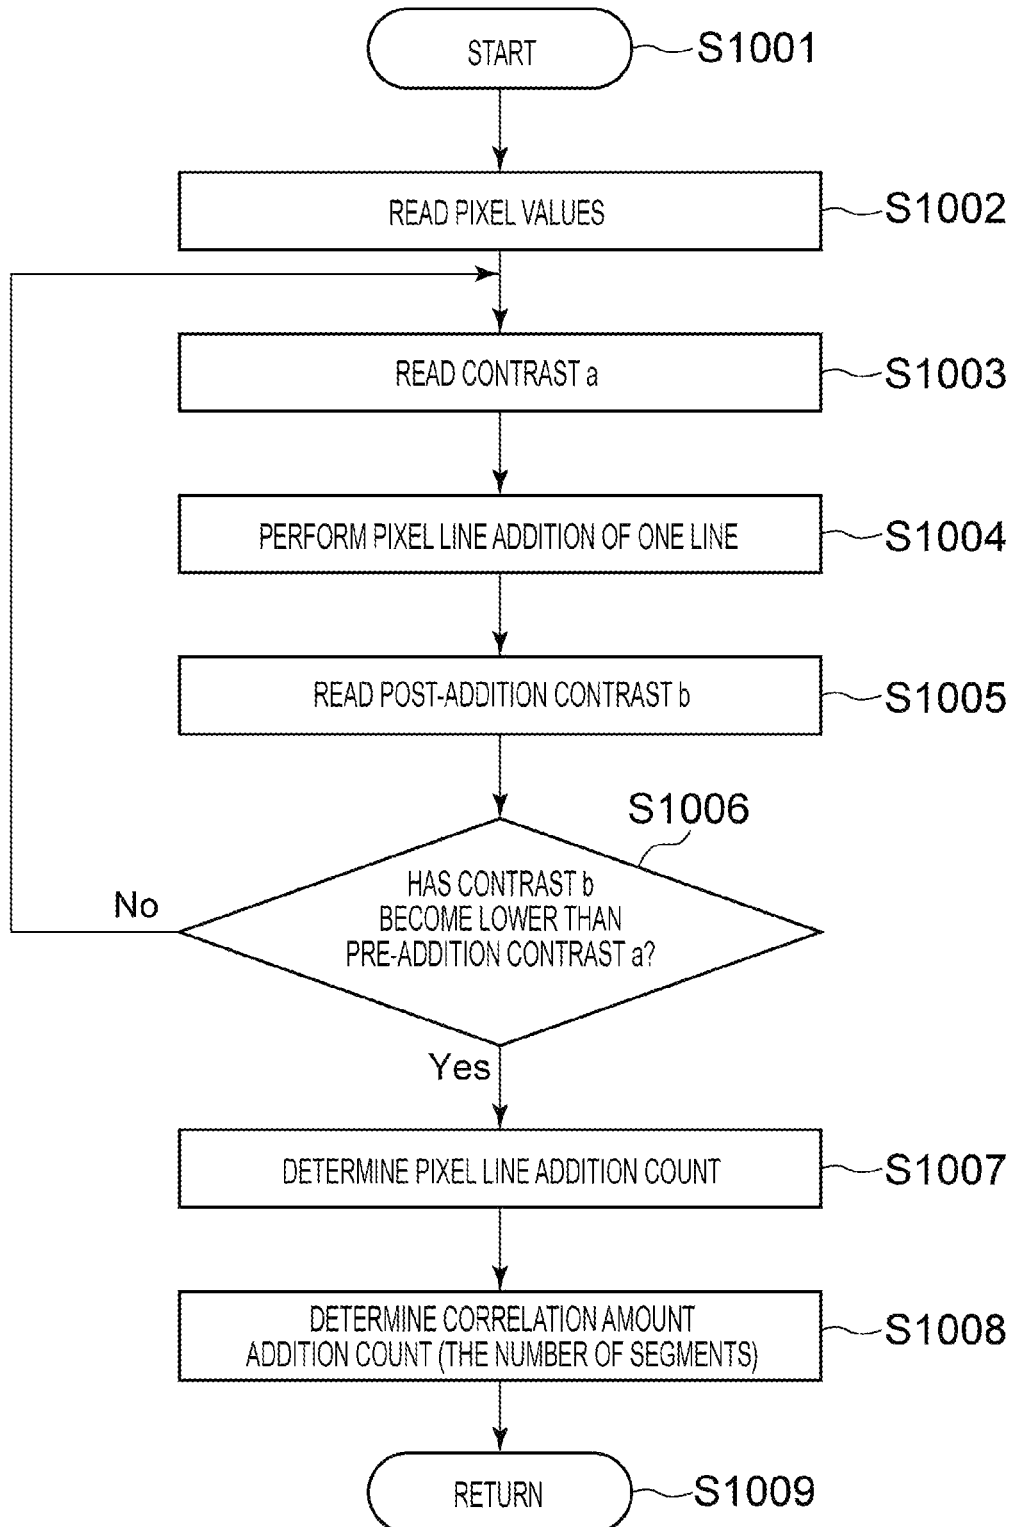 START
S1001
READ PIXEL VALUES
S1002
READ CONTRAST a
S1003
PERFORM PIXEL LINE ADDITION OF ONE LINE
S1004
READ POST-ADDITION CONTRAST b
S1005
S1006
HAS CONTRAST b
BECOME LOWER THAN
PRE-ADDITION CONTRAST a?
No
Yes
DETERMINE PIXEL LINE ADDITION COUNT
S1007
DETERMINE CORRELATION AMOUNT
ADDITION COUNT (THE NUMBER OF SEGMENTS)
S1008
RETURN
S1009